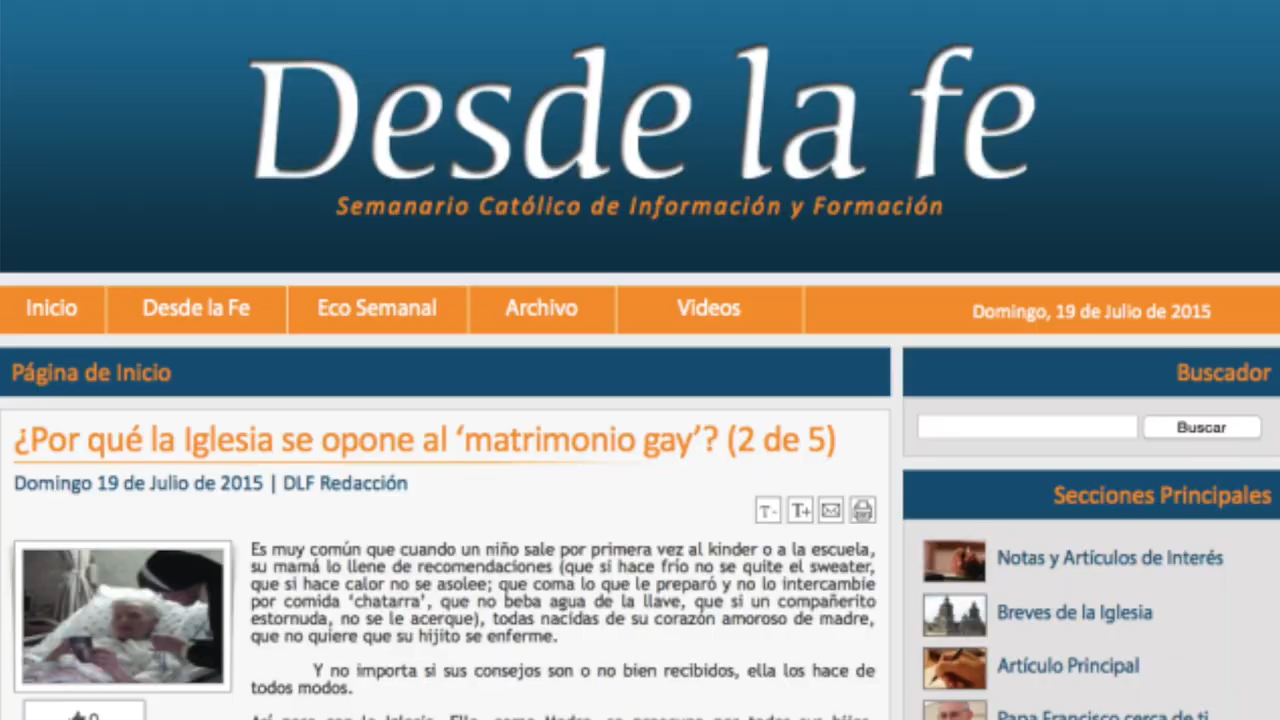 Desde la fe
Semanario Católico de Información y Formación
Inicio
Desde la Fe
Eco Semanal
Archivo
Videos
Domingo, 19 de Julio de 2015
Página de Inicio
Buscador
Buscar
¿Por qué la Iglesia se opone al ‘matrimonio gay’? (2 de 5)
Domingo 19 de Julio de 2015 | DLF Redacción
T-
T+
Es muy común que cuando un niño sale por primera vez al kinder o a la escuela,
su mamá lo llene de recomendaciones (que si hace frío no se quite el sweater,
que si hace calor no se asolee; que coma lo que le preparó y no lo intercambie
por comida ‘chatarra’, que no beba agua de la llave, que si un compañerito
estornuda, no se le acerque), todas nacidas de su corazón amoroso de madre,
que no quiere que su hijito se enferme.
Y no importa si sus consejos son o no bien recibidos, ella los hace de
todos modos.
Secciones Principales
Notas y Artículos de Interés
Breves de la Iglesia
Artículo Principal
Papa Francisco cerca de ti